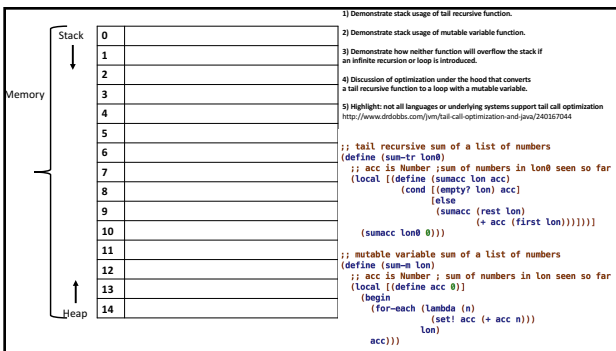 Stack
Memory
Heap
0
1
2
3
4
5
6
7
8
9
10
11
12
13
14
1) Demonstrate stack usage of tail recursive function.
2) Demonstrate stack usage of mutable variable function.
3) Demonstrate how neither function will overflow the stack if
an infinite recursion or loop is introduced.
4) Discussion of optimization under the hood that converts
a tail recursive function to a loop with a mutable variable.
5) Highlight: not all languages or underlying systems support tail call optimization
http://www.drdobbs.com/jvm/tail-call-optimization-and-java/240167044
;; tail recursive sum of a list of numbers
(define (sum-tr lon0)
;; acc is Number ;sum of numbers in lon0 seen so far
(local [(define (sumacc lon acc)
(cond [(empty? lon) acc]
[else
(sumacc (rest lon)
(+ acc (first lon)))]))]
(sumacc lon0 0)))
;; mutable variable sum of a list of numbers
(define (sum-m lon)
;; acc is Number ; sum of numbers in lon seen so far
(local [(define acc 0)]
(begin
(for-each (lambda (n)
(set! acc (+ acc n)))
lon)
acc)))